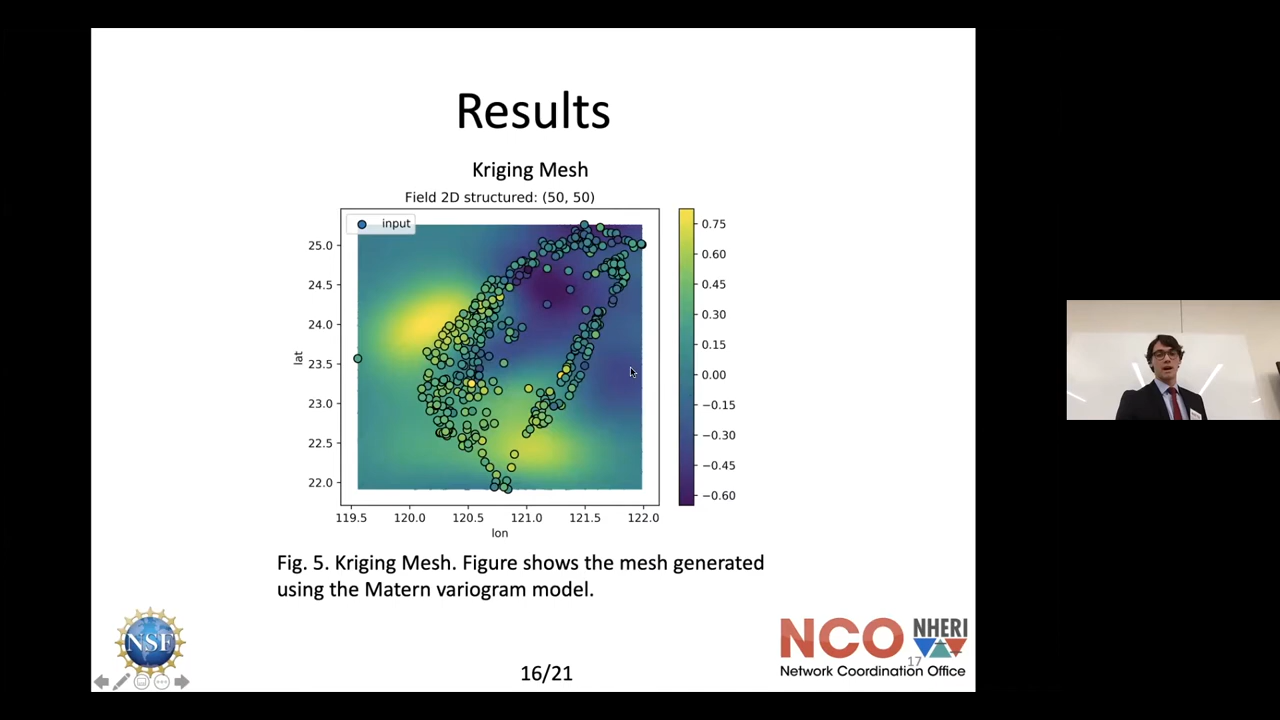 Results
Kriging Mesh
Field 2D structured: (50, 50)
input
25.0
24.5
24.0
23.5
23.0
22.5
22.0
lat
119.5 120.0 120.5 121.0 121.5 122.0
lon
0.75
0.60
0.45
0.30
0.15
0.00
−0.15
−0.30
−0.45
−0.60
Fig. 5. Kriging Mesh. Figure shows the mesh generated
using the Matern variogram model.
NSF
16/21
NCO NHERI
17
Network Coordination Office